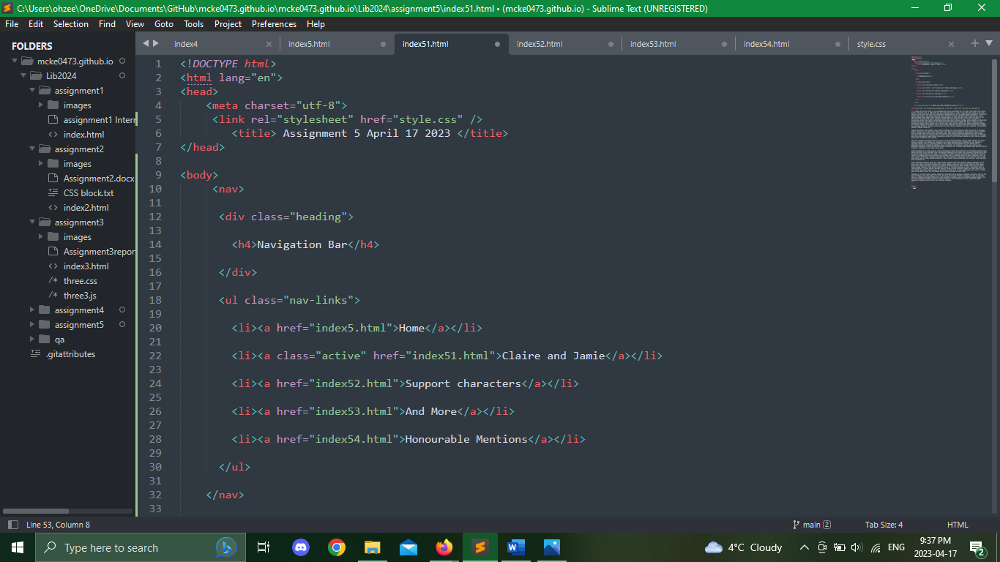 C:\Users\ohzee\OneDrive\Documents\GitHub\mcke0473.github.io\mcke0473.github.io\Lib2024\assignment5\index51.html • (mcke0473.github.io) - Sublime Text (UNREGISTERED)
File Edit Selection Find View Goto Tools Project Preferences Help
FOLDERS
mcke0473.github.io
Lib2024
assignment1
images
assignment1 Intern
index.html
assignment2
images
Assignment2.docx
CSS block.txt
index2.html
assignment3
images
Assignment3repor
index3.html
three.css
three3.js
assignment4
assignment5
qa
.gitattributes
index4 index5.html index51.html index52.html index53.html index54.html style.css
1 <!DOCTYPE html>
2 <html lang="en">
3 <head>
4 <meta charset="utf-8">
5 <link rel="stylesheet" href="style.css" />
6 <title> Assignment 5 April 17 2023 </title>
7 </head>
8
9 <body>
10 <nav>
11
12 <div class="heading">
13
14 <h4>Navigation Bar</h4>
15
16 </div>
17
18 <ul class="nav-links">
19
20 <li><a href="index5.html">Home</a></li>
21
22 <li><a class="active" href="index51.html">Claire and Jamie</a></li>
23
24 <li><a href="index52.html">Support characters</a></li>
25
26 <li><a href="index53.html">And More</a></li>
27
28 <li><a href="index54.html">Honourable Mentions</a></li>
29
30 </ul>
31
32 </nav>
33
Line 53, Column 8 main 2 Tab Size: 4 HTML
Type here to search 4°C Cloudy ENG 9:37 PM
2023-04-17 2